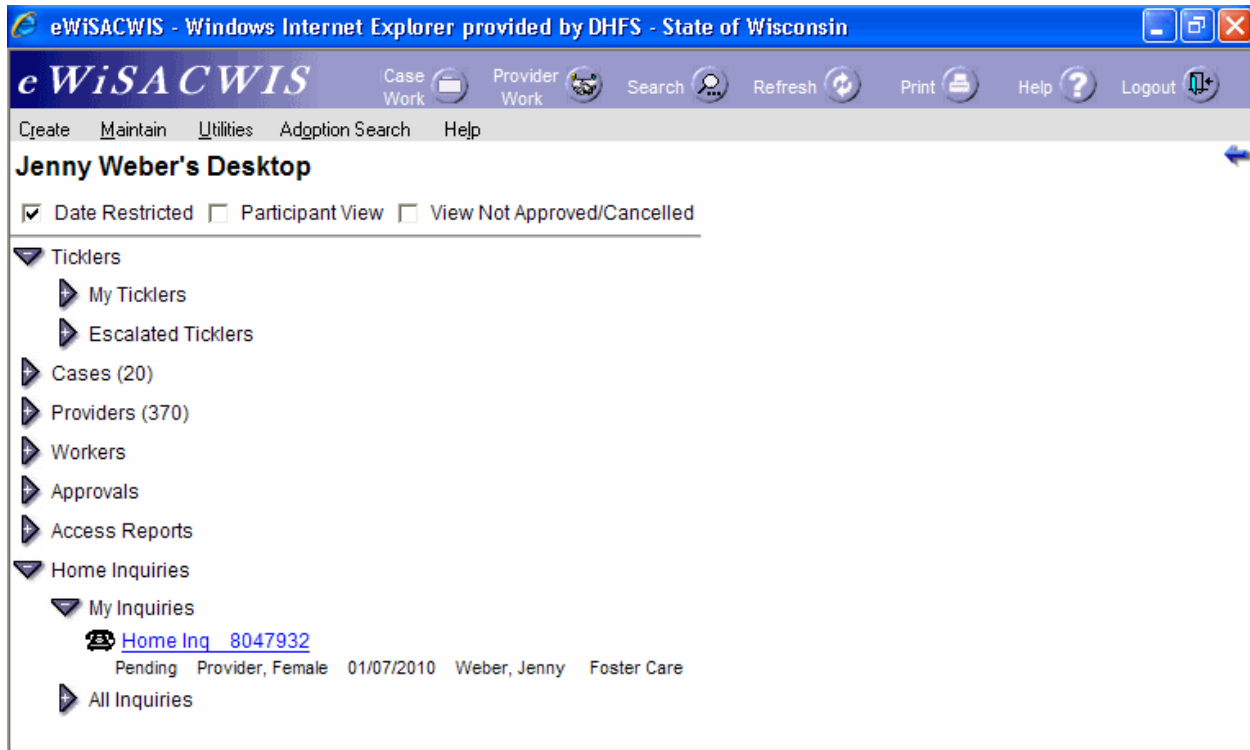 eWiSACWIS - Windows Internet Explorer provided by DHFS - State of Wisconsin
eWiSACWIS Case Work Provider Work Search Refresh Print Help Logout
Create Maintain Utilities Adoption Search Help
Jenny Weber's Desktop
Date Restricted Participant View View Not Approved/Cancelled
Ticklers
My Ticklers
Escalated Ticklers
Cases (20)
Providers (370)
Workers
Approvals
Access Reports
Home Inquiries
My Inquiries
Home Inq 8047932
Pending Provider, Female 01/07/2010 Weber, Jenny Foster Care
All Inquiries